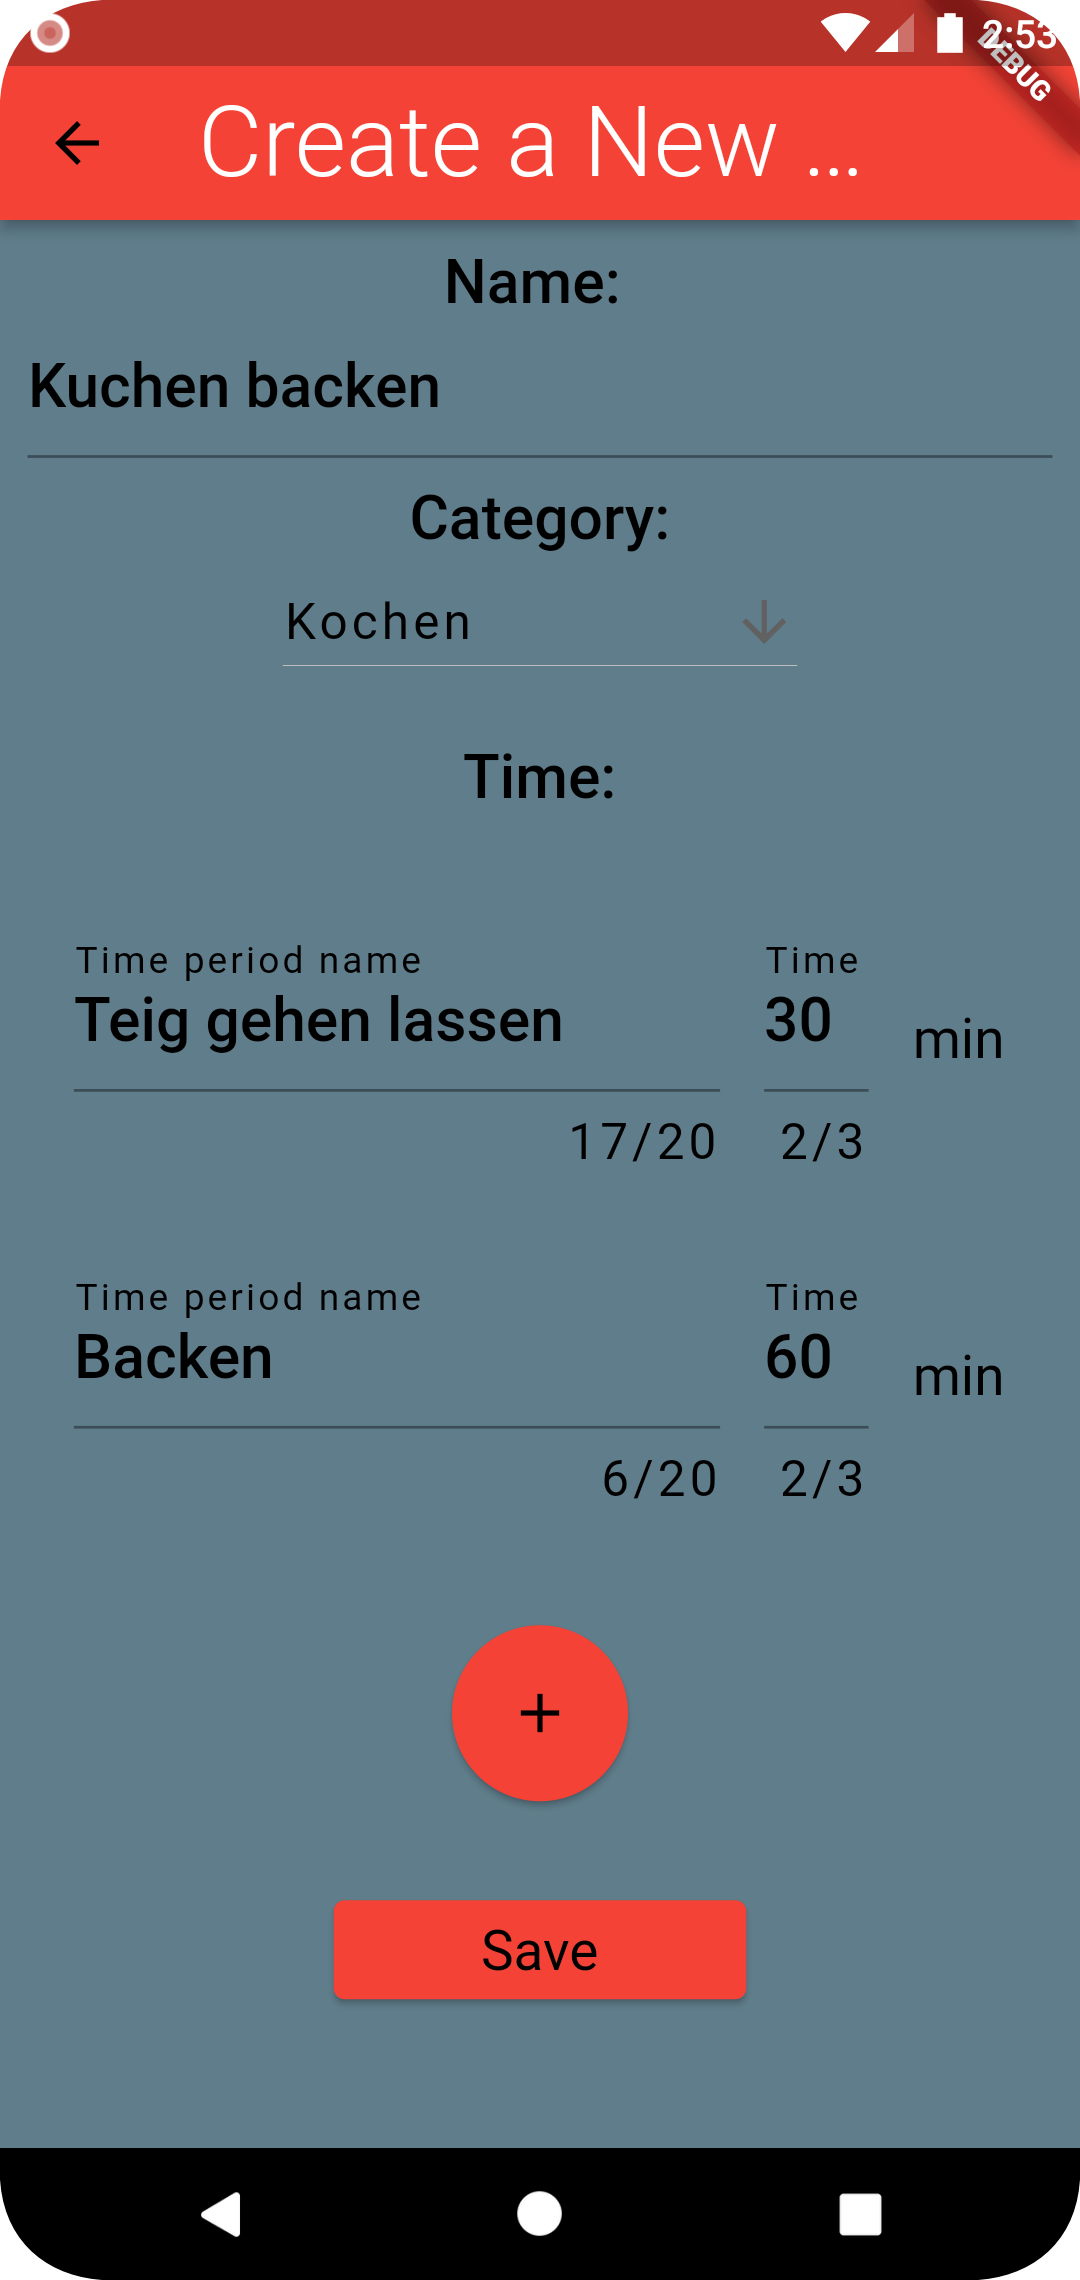 2:53
DEBUG
Create a New ...
Name:
Kuchen backen
Category:
Kochen
Time:
Time period name Time
Teig gehen lassen 30 min
17/20 2/3
Time period name Time
Backen 60 min
6/20 2/3
+
Save